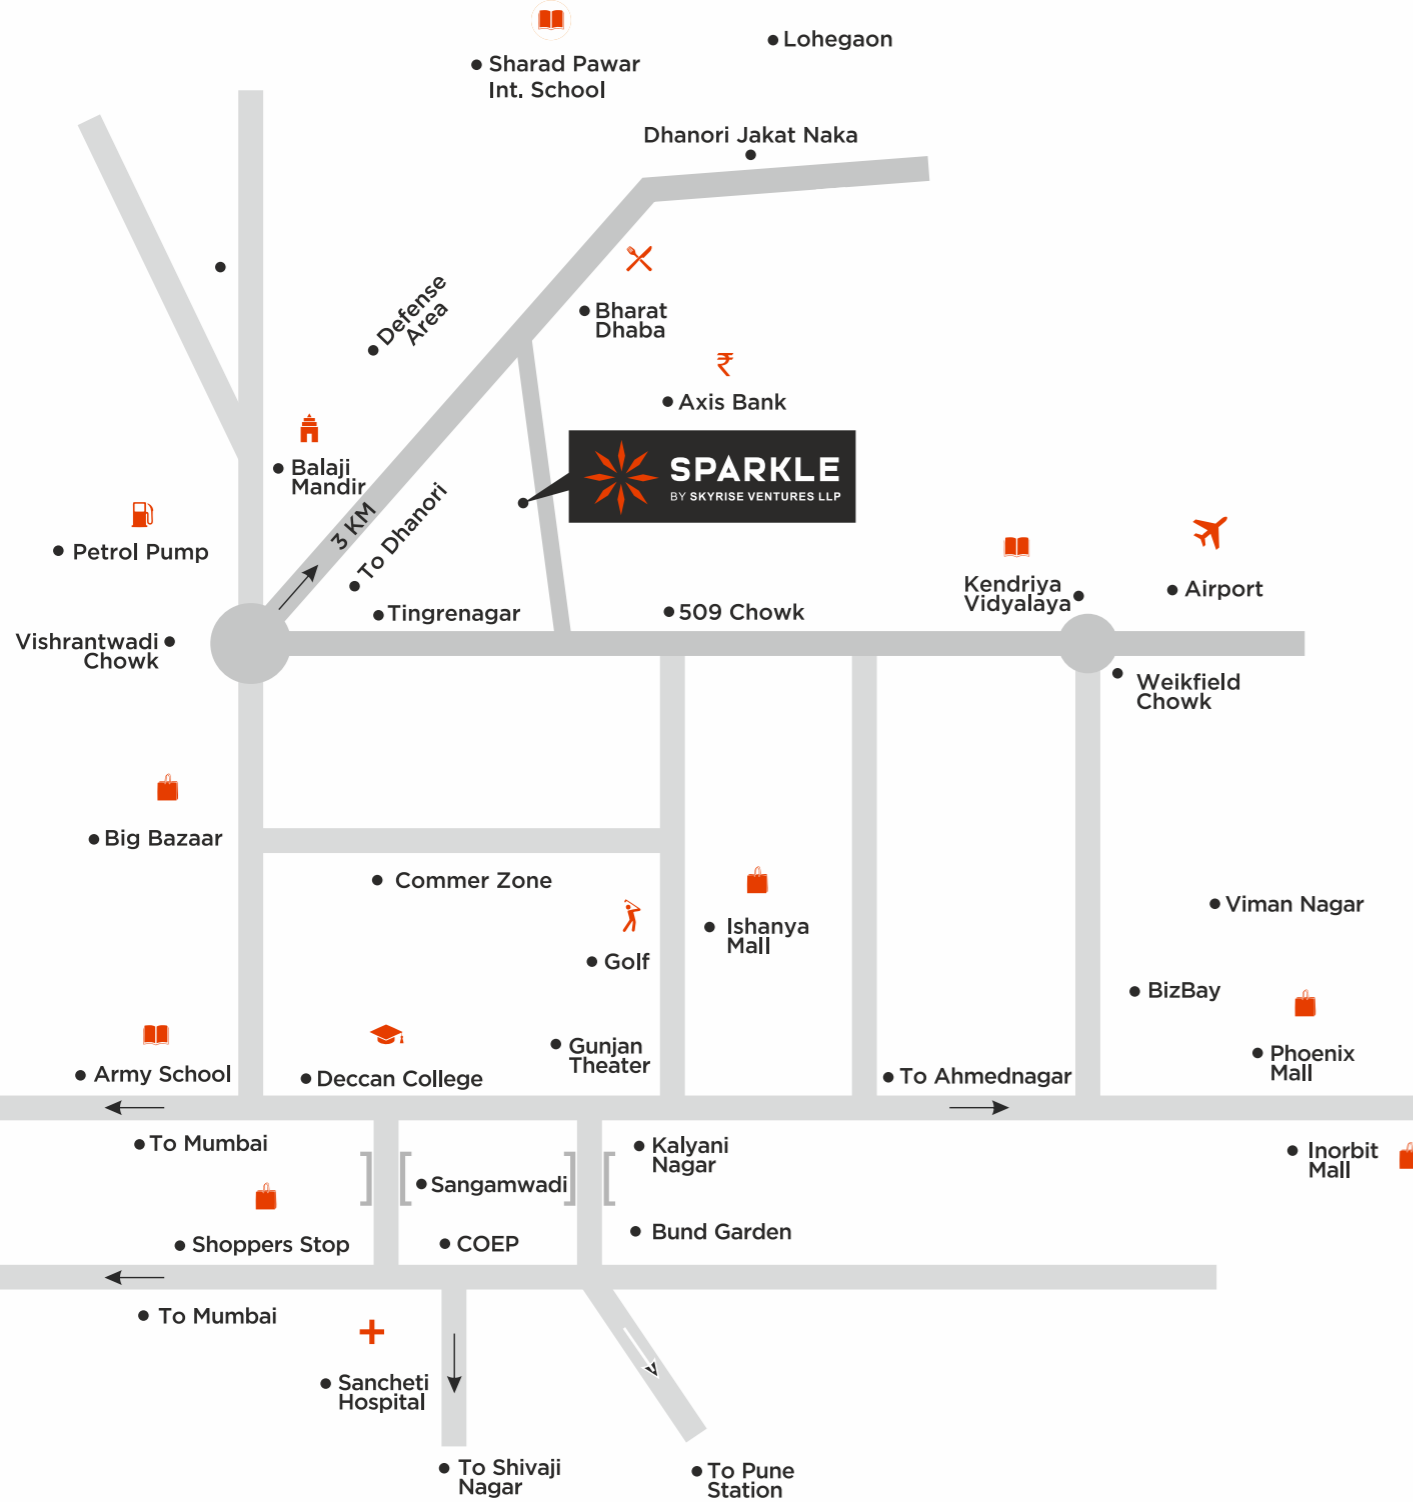 Lohegaon
Sharad Pawar
Int. School
Dhanori Jakat Naka
Defense
Area
Bharat
Dhaba
₹
Axis Bank
Balaji
Mandir
SPARKLE
BY SKYRISE VENTURES LLP
3 KM
To Dhanori
Petrol Pump
Kendriya
Vidyalaya
Airport
Tingrenagar
509 Chowk
Vishrantwadi
Chowk
Weikfield
Chowk
Big Bazaar
Commer Zone
Viman Nagar
Ishanya
Mall
Golf
BizBay
Gunjan
Theater
Phoenix
Mall
Army School
Deccan College
To Ahmednagar
To Mumbai
Kalyani
Nagar
Inorbit
Mall
Sangamwadi
Shoppers Stop
COEP
Bund Garden
To Mumbai
Sancheti
Hospital
To Shivaji
Nagar
To Pune
Station